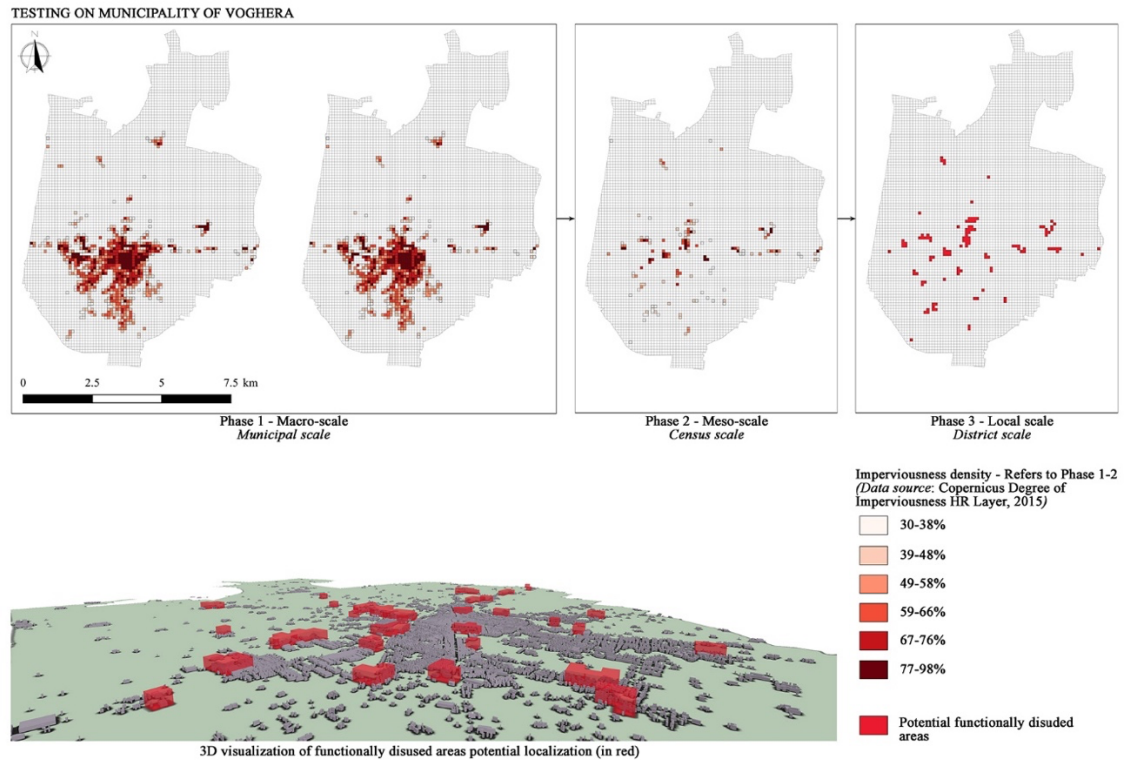 TESTING ON MUNICIPALITY OF VOGHERA
N
0 2.5 5 7.5 km
Phase 1 - Macro-scale
Municipal scale
Phase 2 - Meso-scale
Census scale
Phase 3 - Local scale
District scale
Imperviousness density - Refers to Phase 1-2
(Data source: Copernicus Degree of
Imperviousness HR Layer, 2015)
30-38%
39-48%
49-58%
59-66%
67-76%
77-98%
Potential functionally disuded
areas
3D visualization of functionally disused areas potential localization (in red)